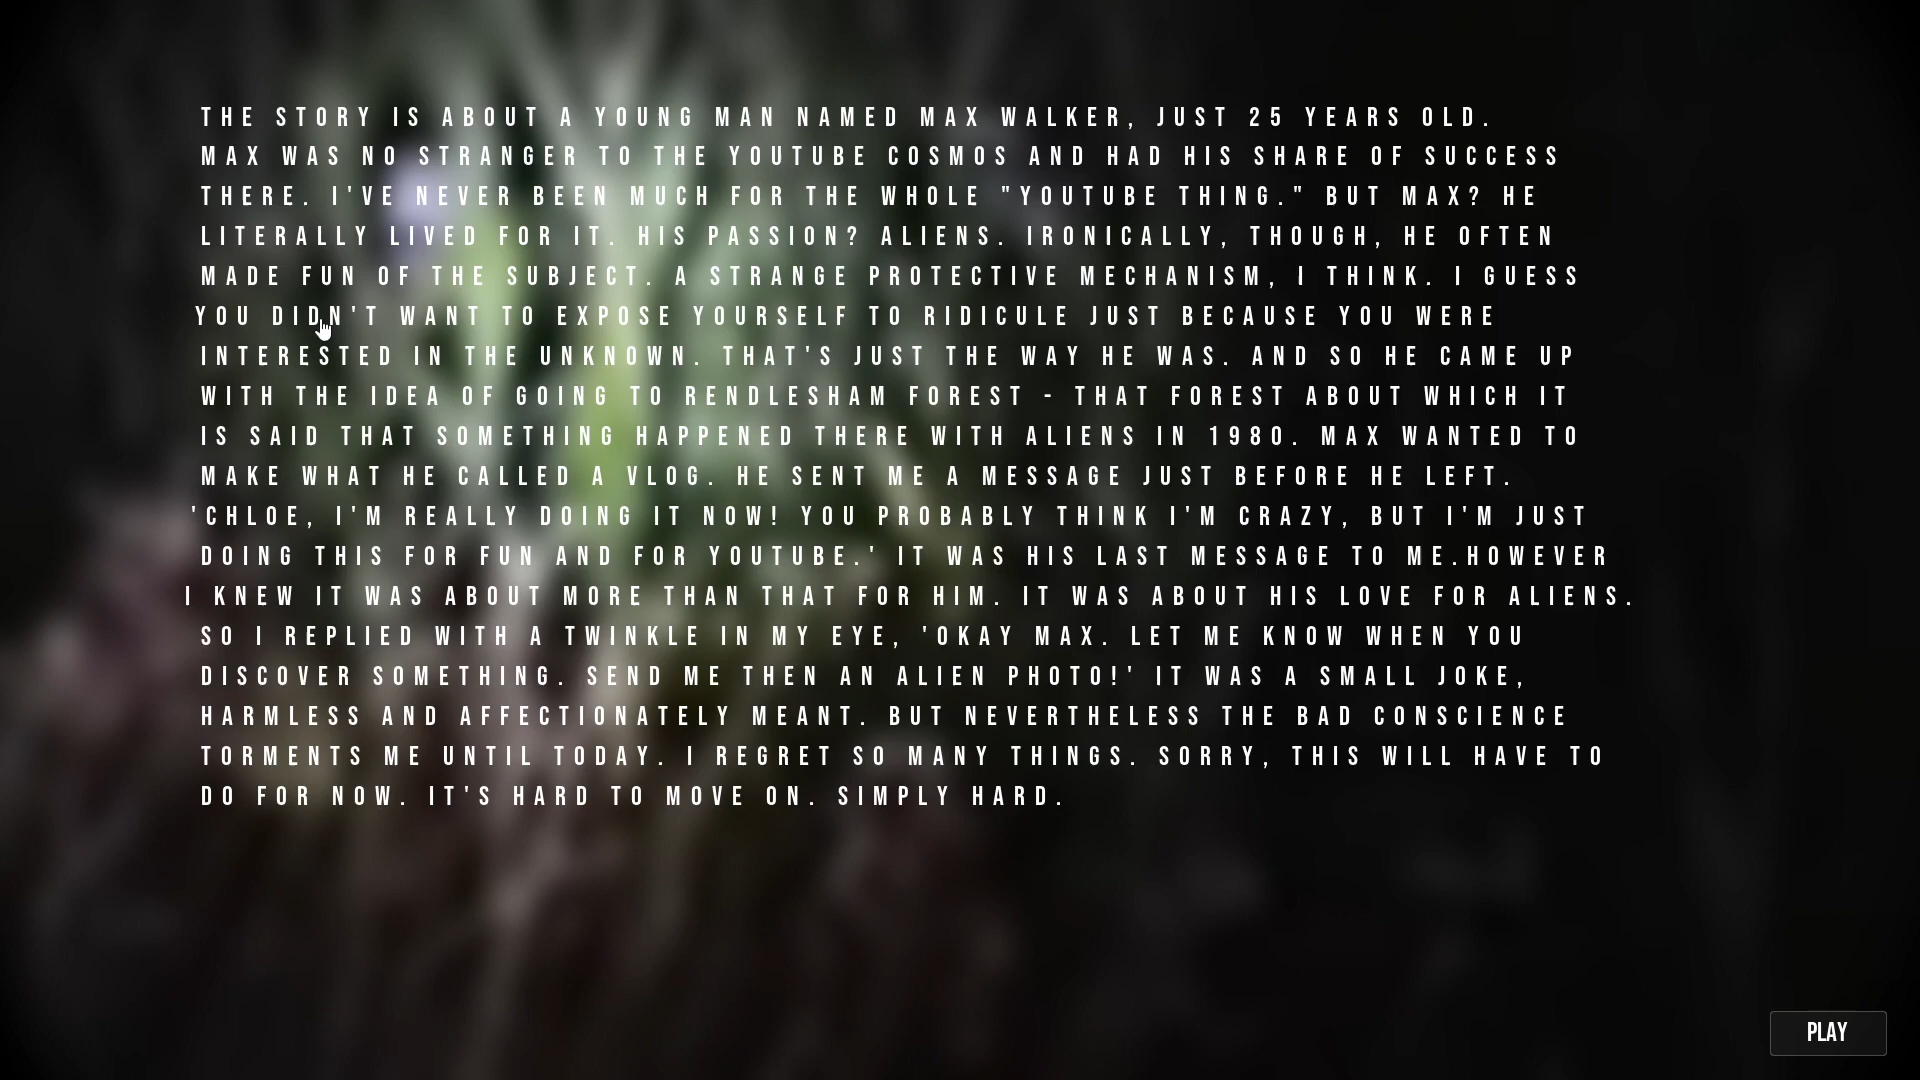 THE STORY IS ABOUT A YOUNG MAN NAMED MAX WALKER, JUST 25 YEARS OLD.
MAX WAS NO STRANGER TO THE YOUTUBE COSMOS AND HAD HIS SHARE OF SUCCESS
THERE. I'VE NEVER BEEN MUCH FOR THE WHOLE "YOUTUBE THING." BUT MAX? HE
LITERALLY LIVED FOR IT. HIS PASSION? ALIENS. IRONICALLY, THOUGH, HE OFTEN
MADE FUN OF THE SUBJECT. A STRANGE PROTECTIVE MECHANISM, I THINK. I GUESS
YOU DIDN'T WANT TO EXPOSE YOURSELF TO RIDICULE JUST BECAUSE YOU WERE
INTERESTED IN THE UNKNOWN. THAT'S JUST THE WAY HE WAS. AND SO HE CAME UP
WITH THE IDEA OF GOING TO RENDLESHAM FOREST - THAT FOREST ABOUT WHICH IT
IS SAID THAT SOMETHING HAPPENED THERE WITH ALIENS IN 1980. MAX WANTED TO
MAKE WHAT HE CALLED A VLOG. HE SENT ME A MESSAGE JUST BEFORE HE LEFT.
'CHLOE, I'M REALLY DOING IT NOW! YOU PROBABLY THINK I'M CRAZY, BUT I'M JUST
DOING THIS FOR FUN AND FOR YOUTUBE.' IT WAS HIS LAST MESSAGE TO ME.HOWEVER
I KNEW IT WAS ABOUT MORE THAN THAT FOR HIM. IT WAS ABOUT HIS LOVE FOR ALIENS.
SO I REPLIED WITH A TWINKLE IN MY EYE, 'OKAY MAX. LET ME KNOW WHEN YOU
DISCOVER SOMETHING. SEND ME THEN AN ALIEN PHOTO!' IT WAS A SMALL JOKE,
HARMLESS AND AFFECTIONATELY MEANT. BUT NEVERTHELESS THE BAD CONSCIENCE
TORMENTS ME UNTIL TODAY. I REGRET SO MANY THINGS. SORRY, THIS WILL HAVE TO
DO FOR NOW. IT'S HARD TO MOVE ON. SIMPLY HARD.
PLAY